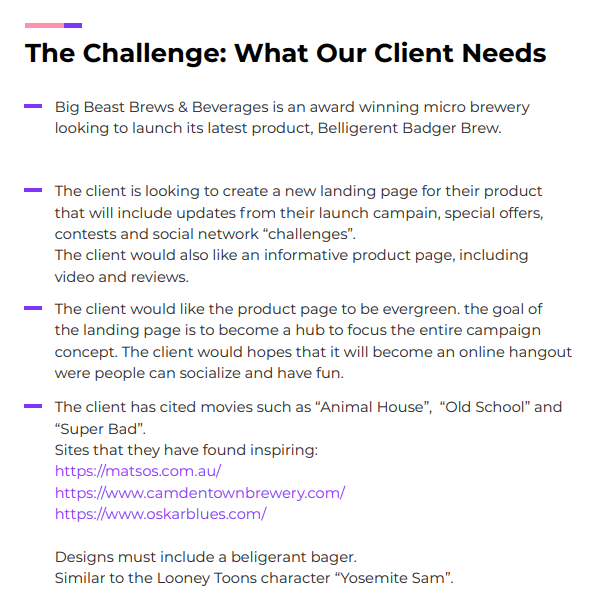 The Challenge: What Our Client Needs
Big Beast Brews & Beverages is an award winning micro brewery
looking to launch its latest product, Belligerent Badger Brew.
The client is looking to create a new landing page for their product
that will include updates from their launch campain, special offers,
contests and social network “challenges”.
The client would also like an informative product page, including
video and reviews.
The client would like the product page to be evergreen. the goal of
the landing page is to become a hub to focus the entire campaign
concept. The client would hopes that it will become an online hangout
were people can socialize and have fun.
The client has cited movies such as “Animal House”,  “Old School” and
“Super Bad”.
Sites that they have found inspiring:
https://matsos.com.au/
https://www.camdentownbrewery.com/
https://www.oskarblues.com/
Designs must include a beligerant bager.
Similar to the Looney Toons character “Yosemite Sam”.